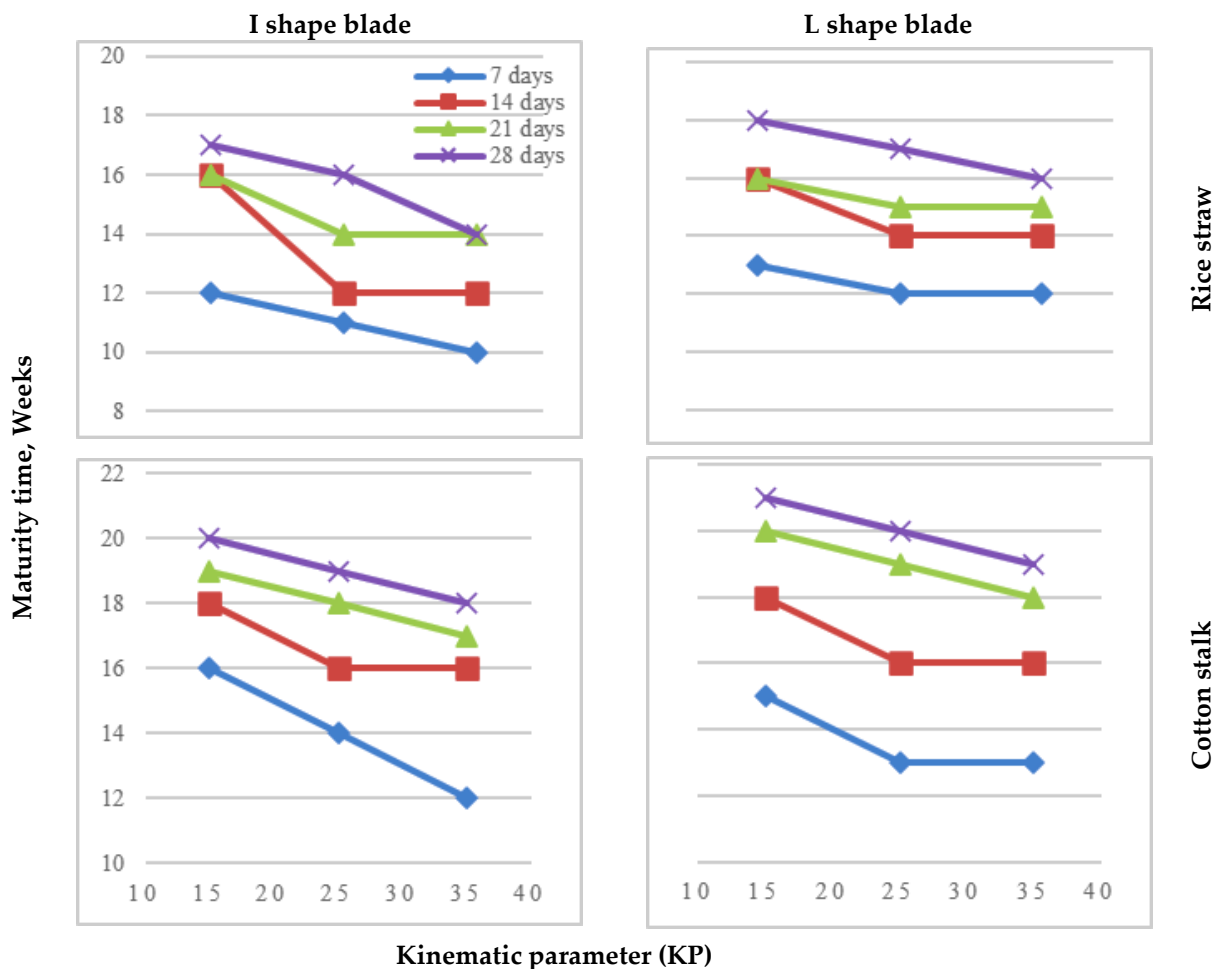 I shape blade
L shape blade
20
18
16
14
12
10
8
7 days
14 days
21 days
28 days
Rice straw
Maturity time, Weeks
22
20
18
16
14
12
10
10 15 20 25 30 35 40
10 15 20 25 30 35 40
Cotton stalk
Kinematic parameter (KP)